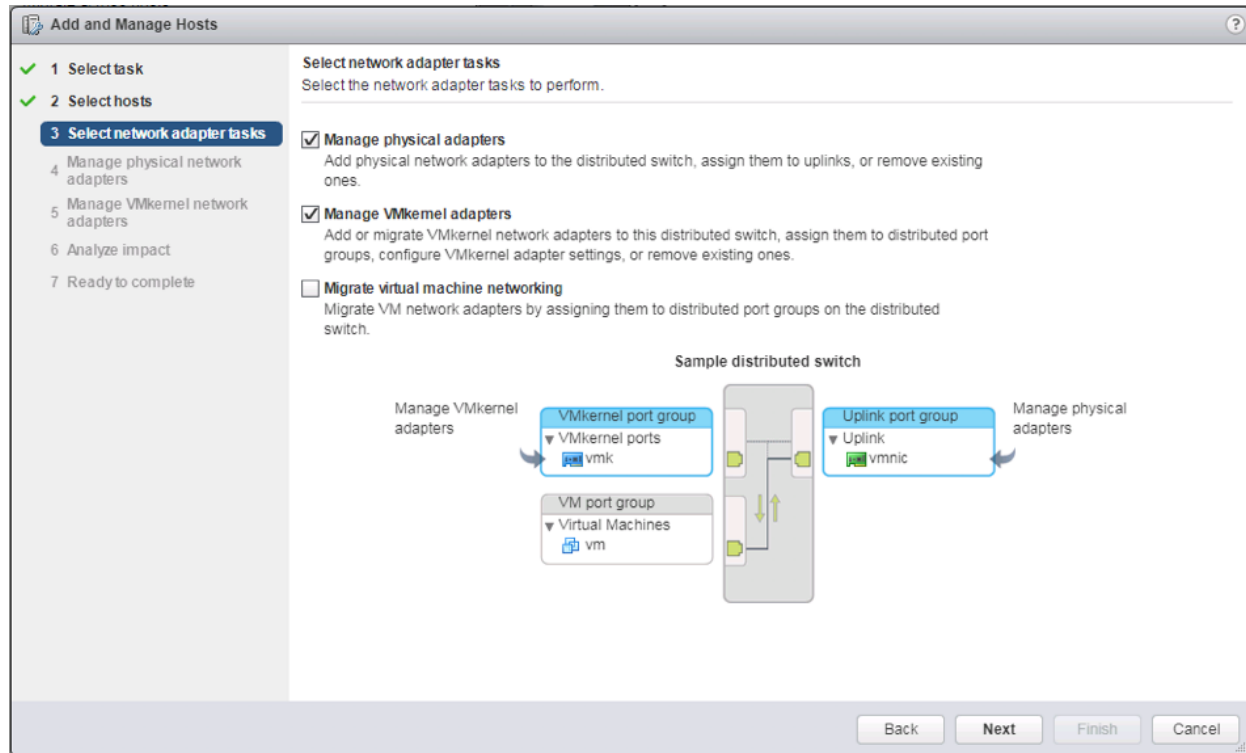 Add and Manage Hosts
?
1 Select task
2 Select hosts
3 Select network adapter tasks
4 Manage physical network
adapters
5 Manage VMkernel network
adapters
6 Analyze impact
7 Ready to complete
Select network adapter tasks
Select the network adapter tasks to perform.
Manage physical adapters
Add physical network adapters to the distributed switch, assign them to uplinks, or remove existing
ones.
Manage VMkernel adapters
Add or migrate VMkernel network adapters to this distributed switch, assign them to distributed port
groups, configure VMkernel adapter settings, or remove existing ones.
Migrate virtual machine networking
Migrate VM network adapters by assigning them to distributed port groups on the distributed
switch.
Sample distributed switch
Manage VMkernel
adapters
VMkernel port group
VMkernel ports
vmk
VM port group
Virtual Machines
vm
Uplink port group
Uplink
vmnic
Manage physical
adapters
Back
Next
Finish
Cancel